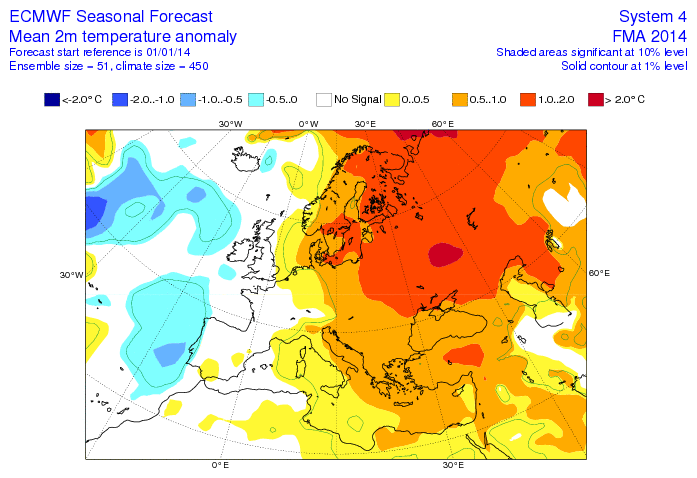 ECMWF Seasonal Forecast
System 4
Mean 2m temperature anomaly
FMA 2014
Forecast start reference is 01/01/14
Shaded areas significant at 10% level
Ensemble size = 51, climate size = 450
Solid contour at 1% level
<-2.0°C -2.0..-1.0 -1.0..-0.5 -0.5..0 No Signal 0..0.5 0.5..1.0 1.0..2.0 > 2.0°C
30°W 0°W 30°E 60°E
30°W 60°E
0°E 30°E